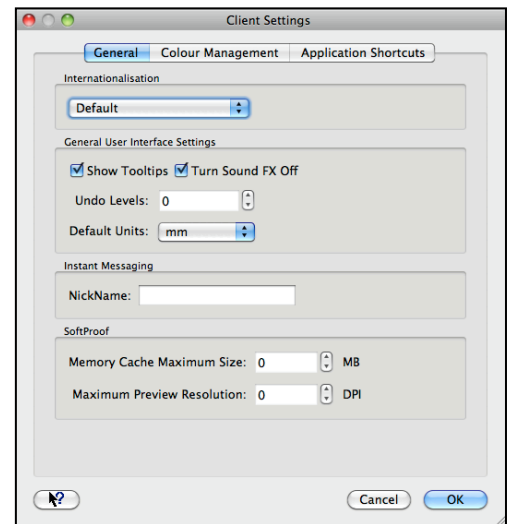 Client Settings
General Colour Management Application Shortcuts
Internationalisation
Default
General User Interface Settings
Show Tooltips Turn Sound FX Off
Undo Levels: 0
Default Units: mm
Instant Messaging
NickName:
SoftProof
Memory Cache Maximum Size: 0 MB
Maximum Preview Resolution: 0 DPI
? Cancel OK